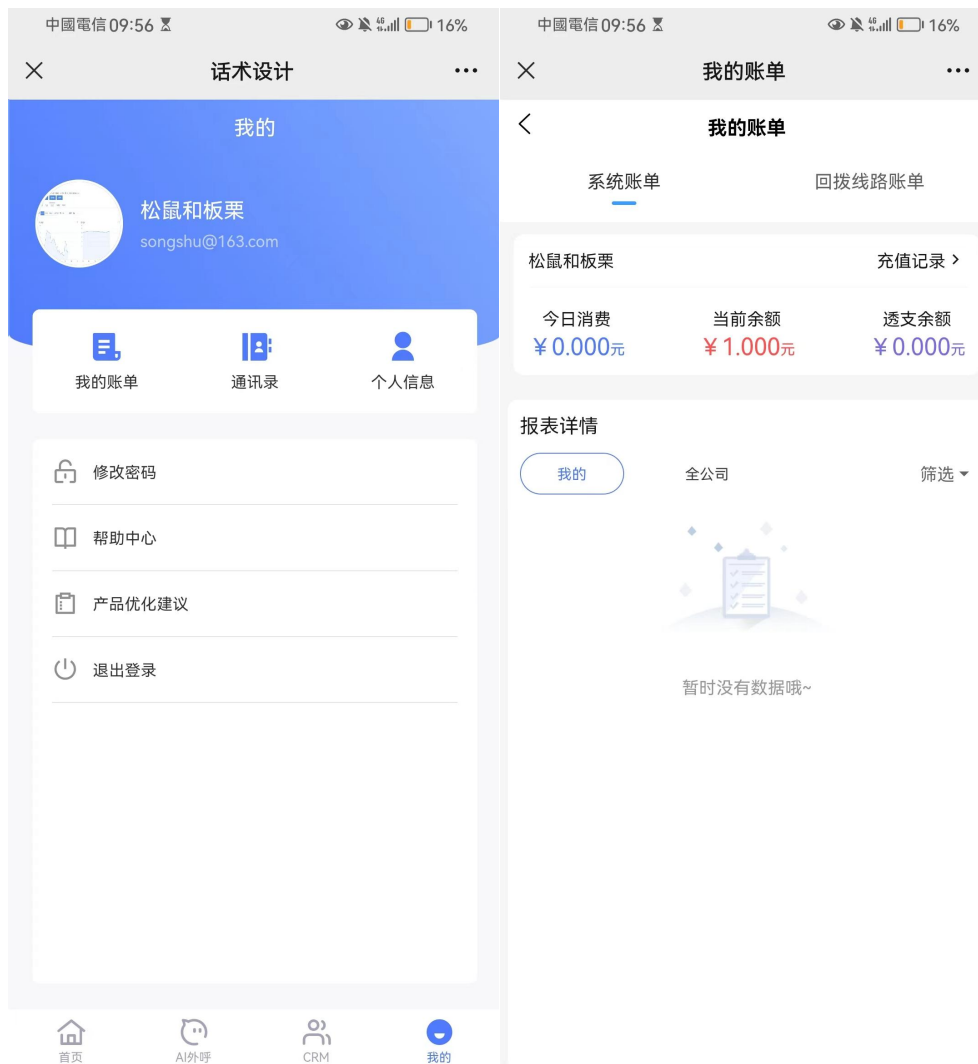 中國電信 09:56 16%
话术设计
我的
松鼠和板栗
songshu@163.com
我的账单 通讯录 个人信息
修改密码
帮助中心
产品优化建议
退出登录
首页 AI外呼 CRM 我的
中國電信 09:56 16%
我的账单
我的账单
系统账单 回拨线路账单
松鼠和板栗 充值记录
今日消费 当前余额 透支余额
¥0.000元 ¥1.000元 ¥0.000元
报表详情
我的 全公司 筛选
暂时没有数据哦~